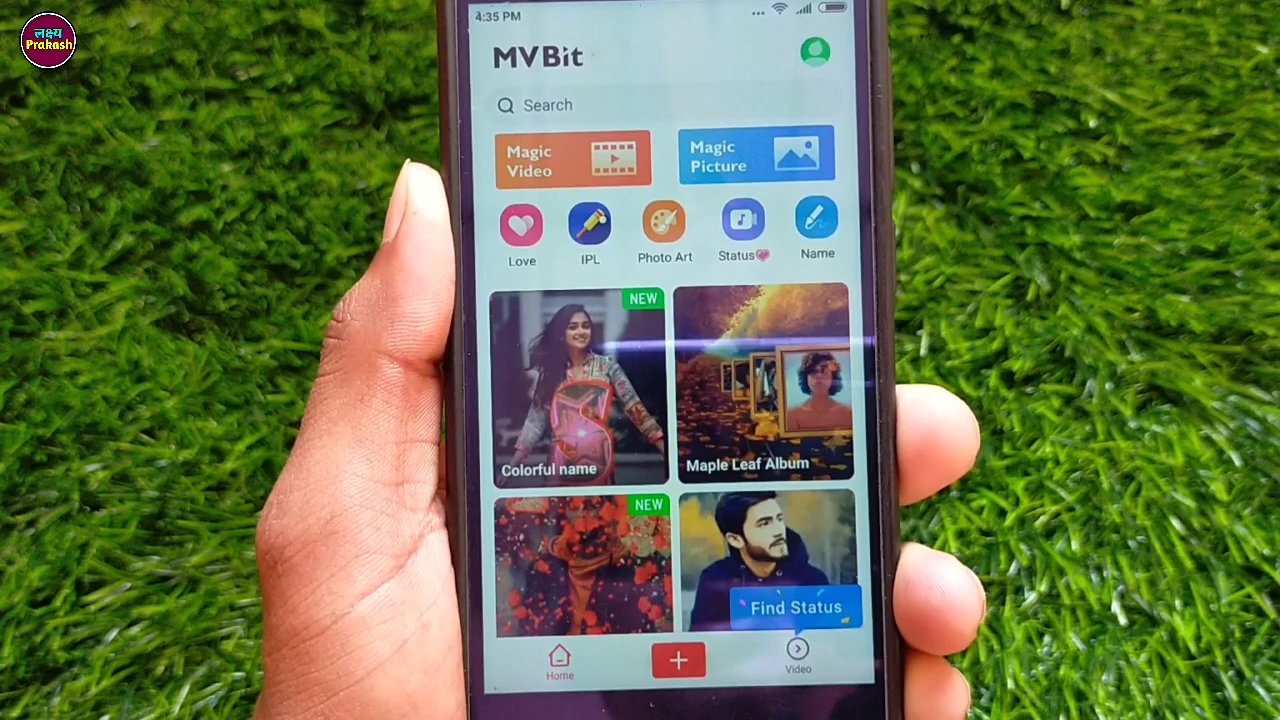 लक्ष्य
Prakash
4:35 PM
MVBit
Search
Magic
Video
Magic
Picture
Love
IPL
Photo Art
Status
Name
NEW
Colorful name
Maple Leaf Album
NEW
Find Status
Home
Video